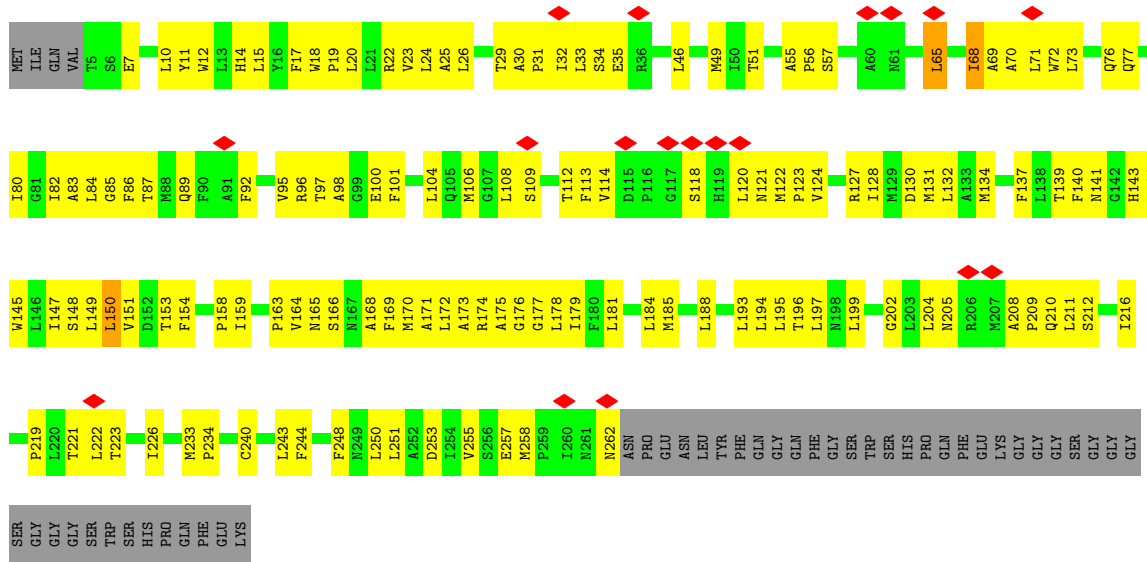 MET ILE GLN VAL T5 S6 E7 L10 Y11 W12 L13 H14 L15 Y16 F17 W18 P19 L20 L21 R22 V23 L24 A25 L26 T29 A30 P31 I32 L33 S34 E35 R36 L46 M49 I50 T51 A55 P56 S57 A60 N61 L65 I68 A69 A70 L71 W72 L73 Q76 Q77
I80 G81 I82 A83 L84 G85 F86 T87 M88 Q89 F90 A91 F92 V95 R96 T97 A98 G99 E100 F101 L104 Q105 M106 G107 L108 S109 T112 F113 V114 D115 P116 G117 S118 H119 L120 N121 M122 P123 V124 R127 I128 M129 D130 M131 L132 A133 M134 F137 L138 T139 F140 N141 G142 H143
W145 L146 I147 S148 L149 L150 V151 D152 T153 F154 P158 I159 P163 V164 N165 S166 N167 A168 F169 M170 A171 L172 A173 R174 A175 G176 G177 L178 I179 F180 L181 L184 M185 L188 L193 L194 L195 T196 L197 N198 L199 G202 L203 L204 N205 R206 M207 A208 P209 Q210 L211 S212 I216
P219 L220 T221 L222 T223 I226 M233 P234 C240 L243 F244 F248 N249 L250 L251 A252 D253 I254 V255 S256 E257 M258 P259 I260 N261 N262 ASN PRO GLU ASN LEU TYR PHE GLN GLY GLN PHE GLY SER TRP SER HIS PRO GLN PHE GLU LYS GLY GLY GLY SER GLY GLY GLY
SER GLY GLY GLY SER TRP SER HIS PRO GLN PHE GLU LYS